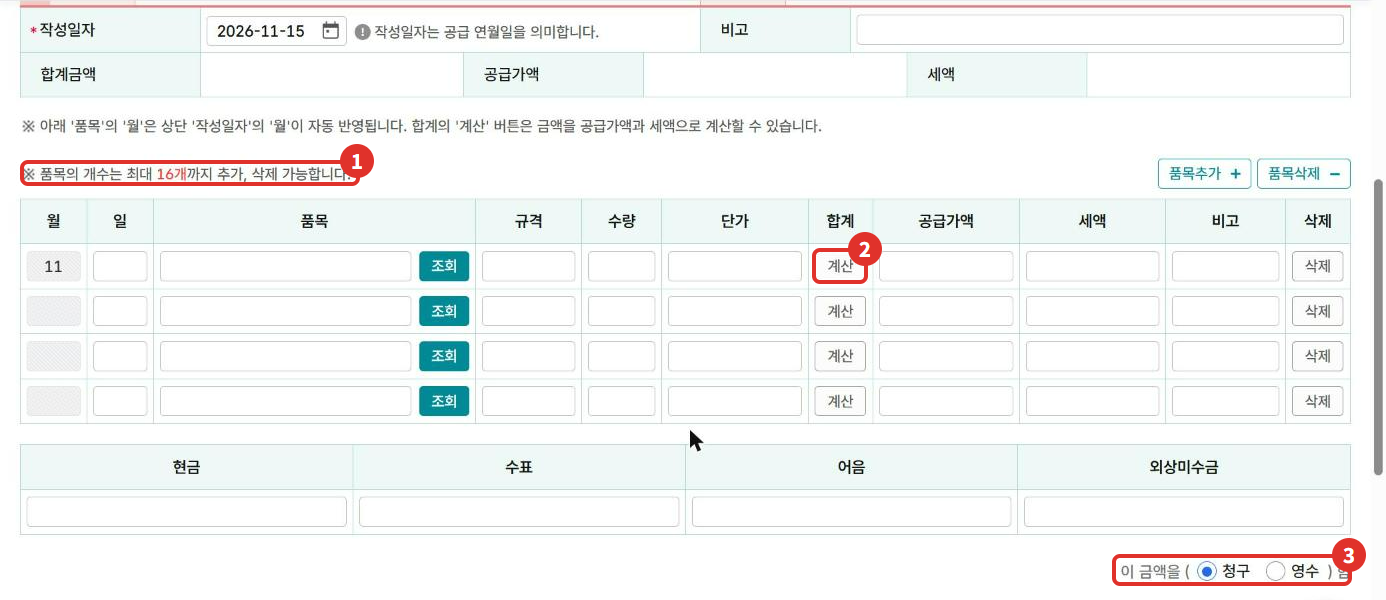 *작성일자 2026-11-15 ! 작성일자는 공급 연월일을 의미합니다. 비고
합계금액 공급가액 세액
※ 아래 '품목'의 '월'은 상단 '작성일자'의 '월'이 자동 반영됩니다. 합계의 '계산' 버튼은 금액을 공급가액과 세액으로 계산할 수 있습니다.
※ 품목의 개수는 최대 16개까지 추가, 삭제 가능합니다. 1 품목추가 + 품목삭제 −
월 일 품목 규격 수량 단가 합계 공급가액 세액 비고 삭제
11 조회 계산 2 삭제
조회 계산 삭제
조회 계산 삭제
조회 계산 삭제
현금 수표 어음 외상미수금
이 금액을 ( 청구 영수 ) 3